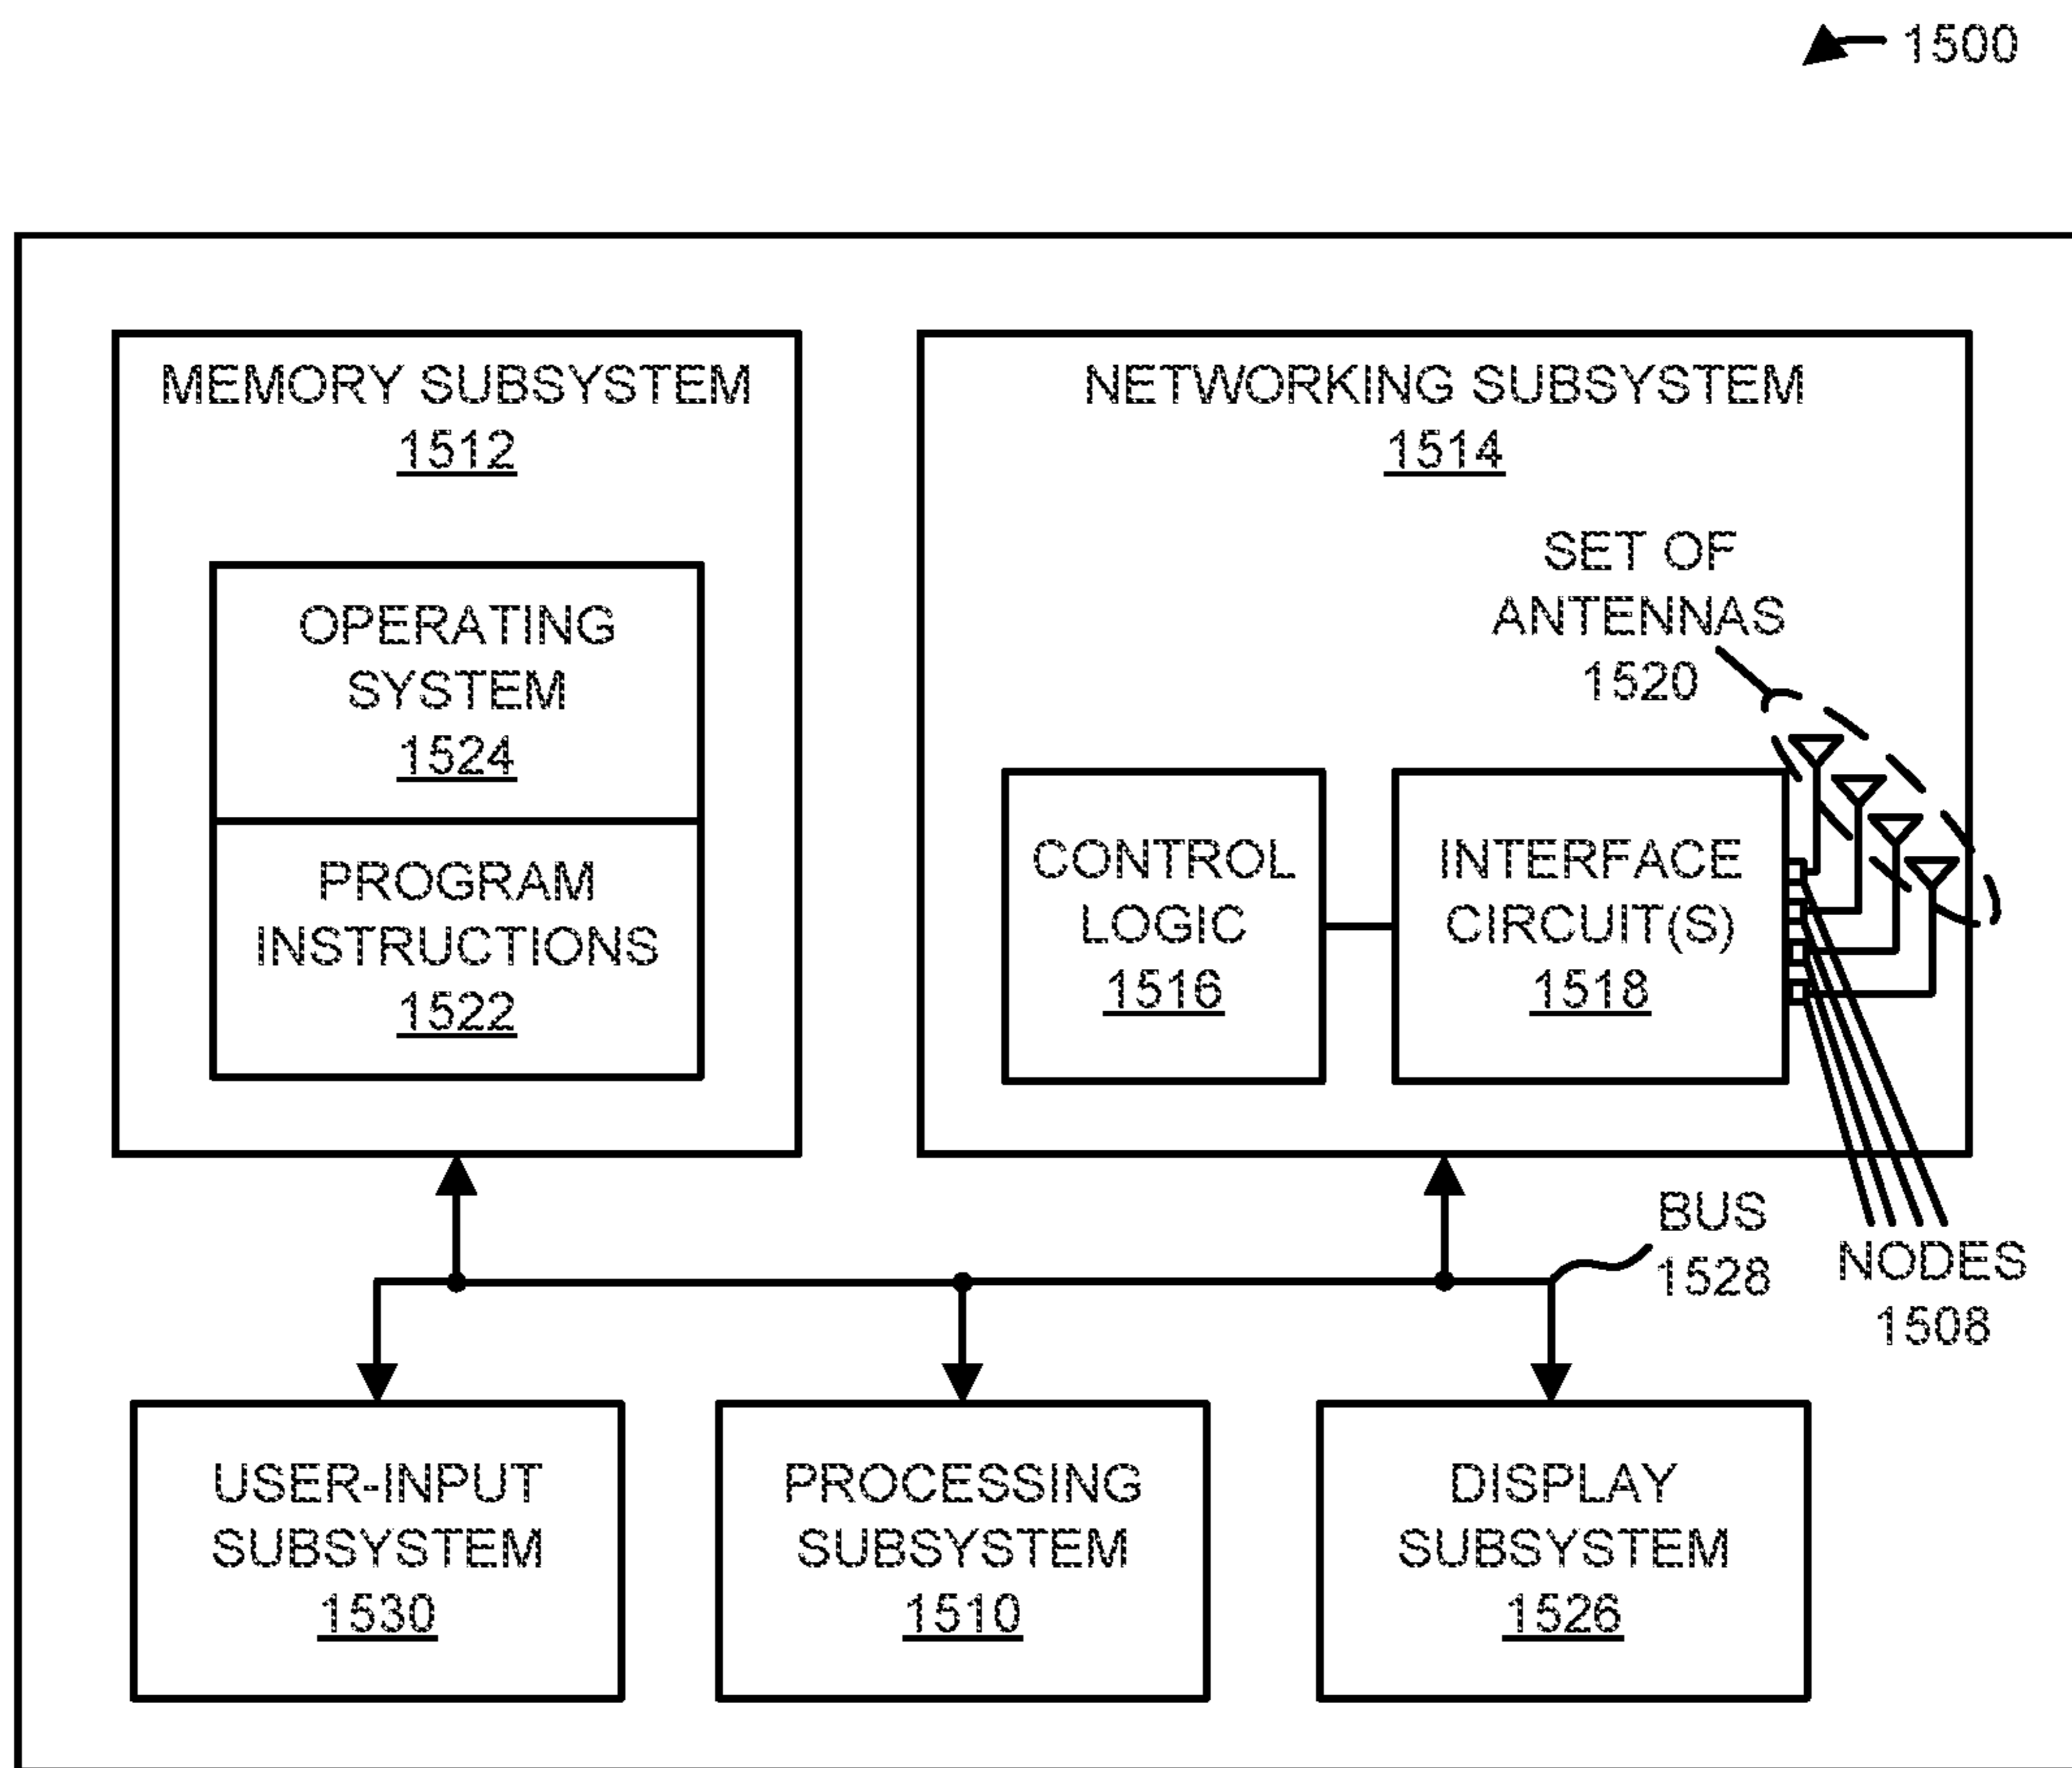 1500
MEMORY SUBSYSTEM
1512
OPERATING
SYSTEM
1524
PROGRAM
INSTRUCTIONS
1522
NETWORKING SUBSYSTEM
1514
SET OF
ANTENNAS
1520
CONTROL
LOGIC
1516
INTERFACE
CIRCUIT(S)
1518
BUS
1528
NODES
1508
USER-INPUT
SUBSYSTEM
1530
PROCESSING
SUBSYSTEM
1510
DISPLAY
SUBSYSTEM
1526